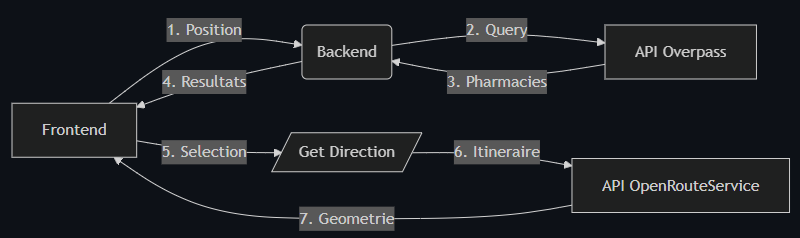 1. Position
Backend
2. Query
API Overpass
4. Resultats
3. Pharmacies
Frontend
5. Selection
Get Direction
6. Itineraire
API OpenRouteService
7. Geometrie